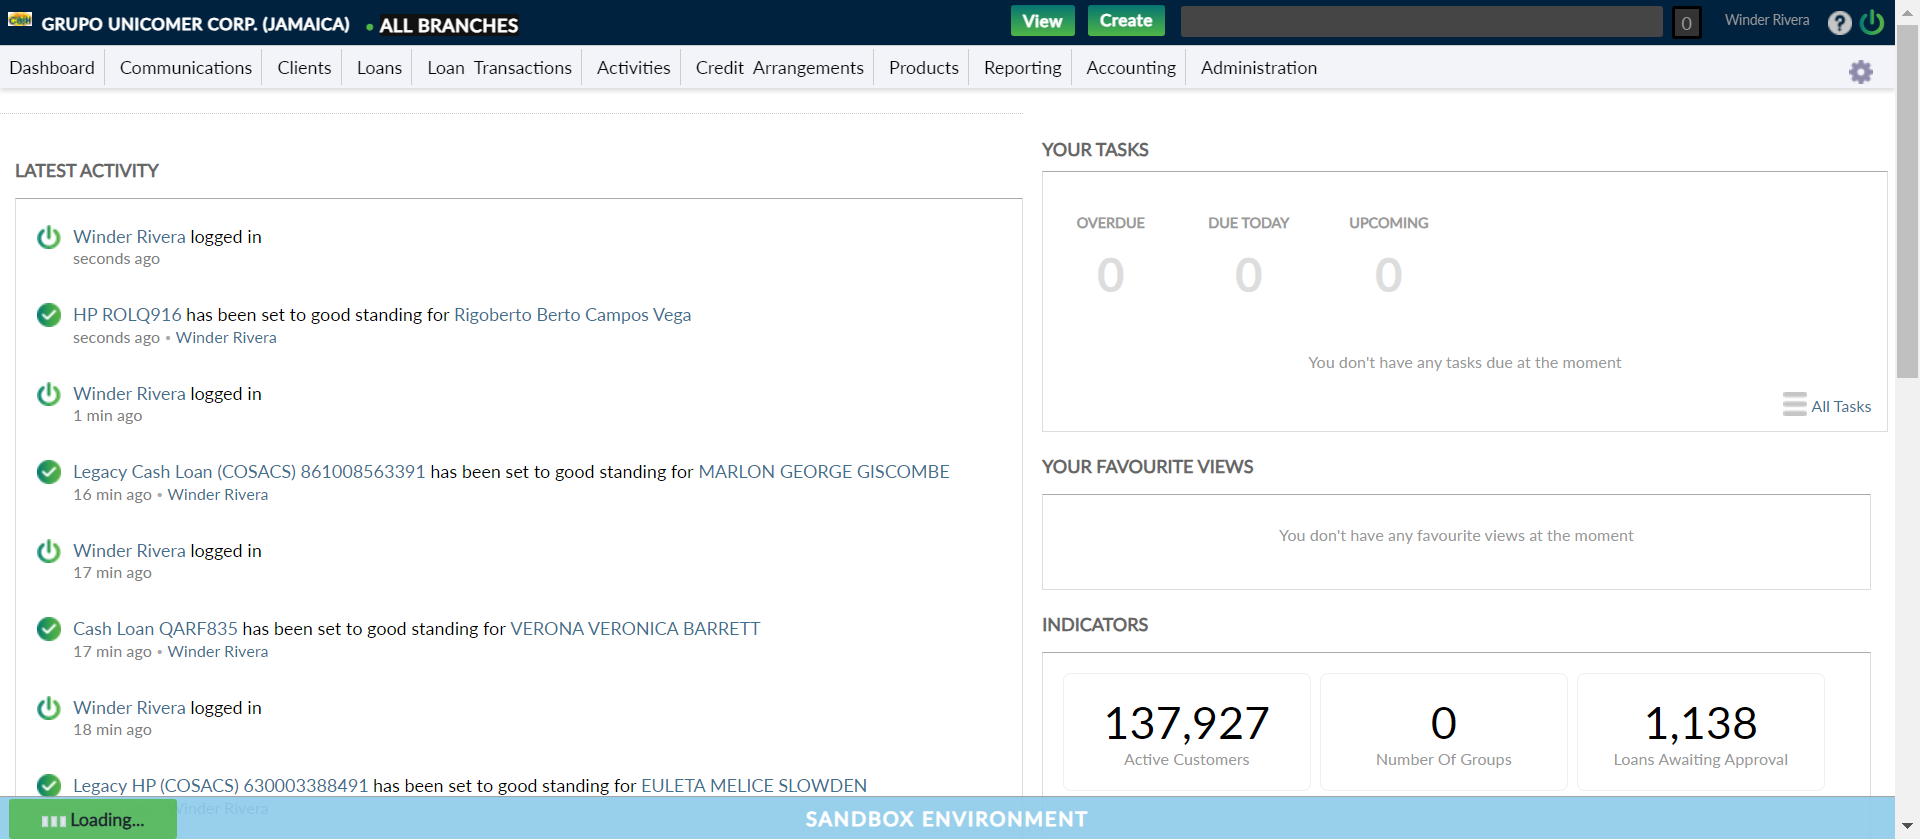 GRUPO UNICOMER CORP. (JAMAICA) • ALL BRANCHES
View Create 0 Winder Rivera ?
Dashboard Communications Clients Loans Loan Transactions Activities Credit Arrangements Products Reporting Accounting Administration
LATEST ACTIVITY
Winder Rivera logged in
seconds ago
HP ROLQ916 has been set to good standing for Rigoberto Berto Campos Vega
seconds ago • Winder Rivera
Winder Rivera logged in
1 min ago
Legacy Cash Loan (COSACS) 861008563391 has been set to good standing for MARLON GEORGE GISCOMBE
16 min ago • Winder Rivera
Winder Rivera logged in
17 min ago
Cash Loan QARF835 has been set to good standing for VERONA VERONICA BARRETT
17 min ago • Winder Rivera
Winder Rivera logged in
18 min ago
Legacy HP (COSACS) 630003388491 has been set to good standing for EULETA MELICE SLOWDEN
Winder Rivera
YOUR TASKS
OVERDUE DUE TODAY UPCOMING
0 0 0
You don't have any tasks due at the moment
All Tasks
YOUR FAVOURITE VIEWS
You don't have any favourite views at the moment
INDICATORS
137,927 0 1,138
Active Customers Number Of Groups Loans Awaiting Approval
Loading...
SANDBOX ENVIRONMENT